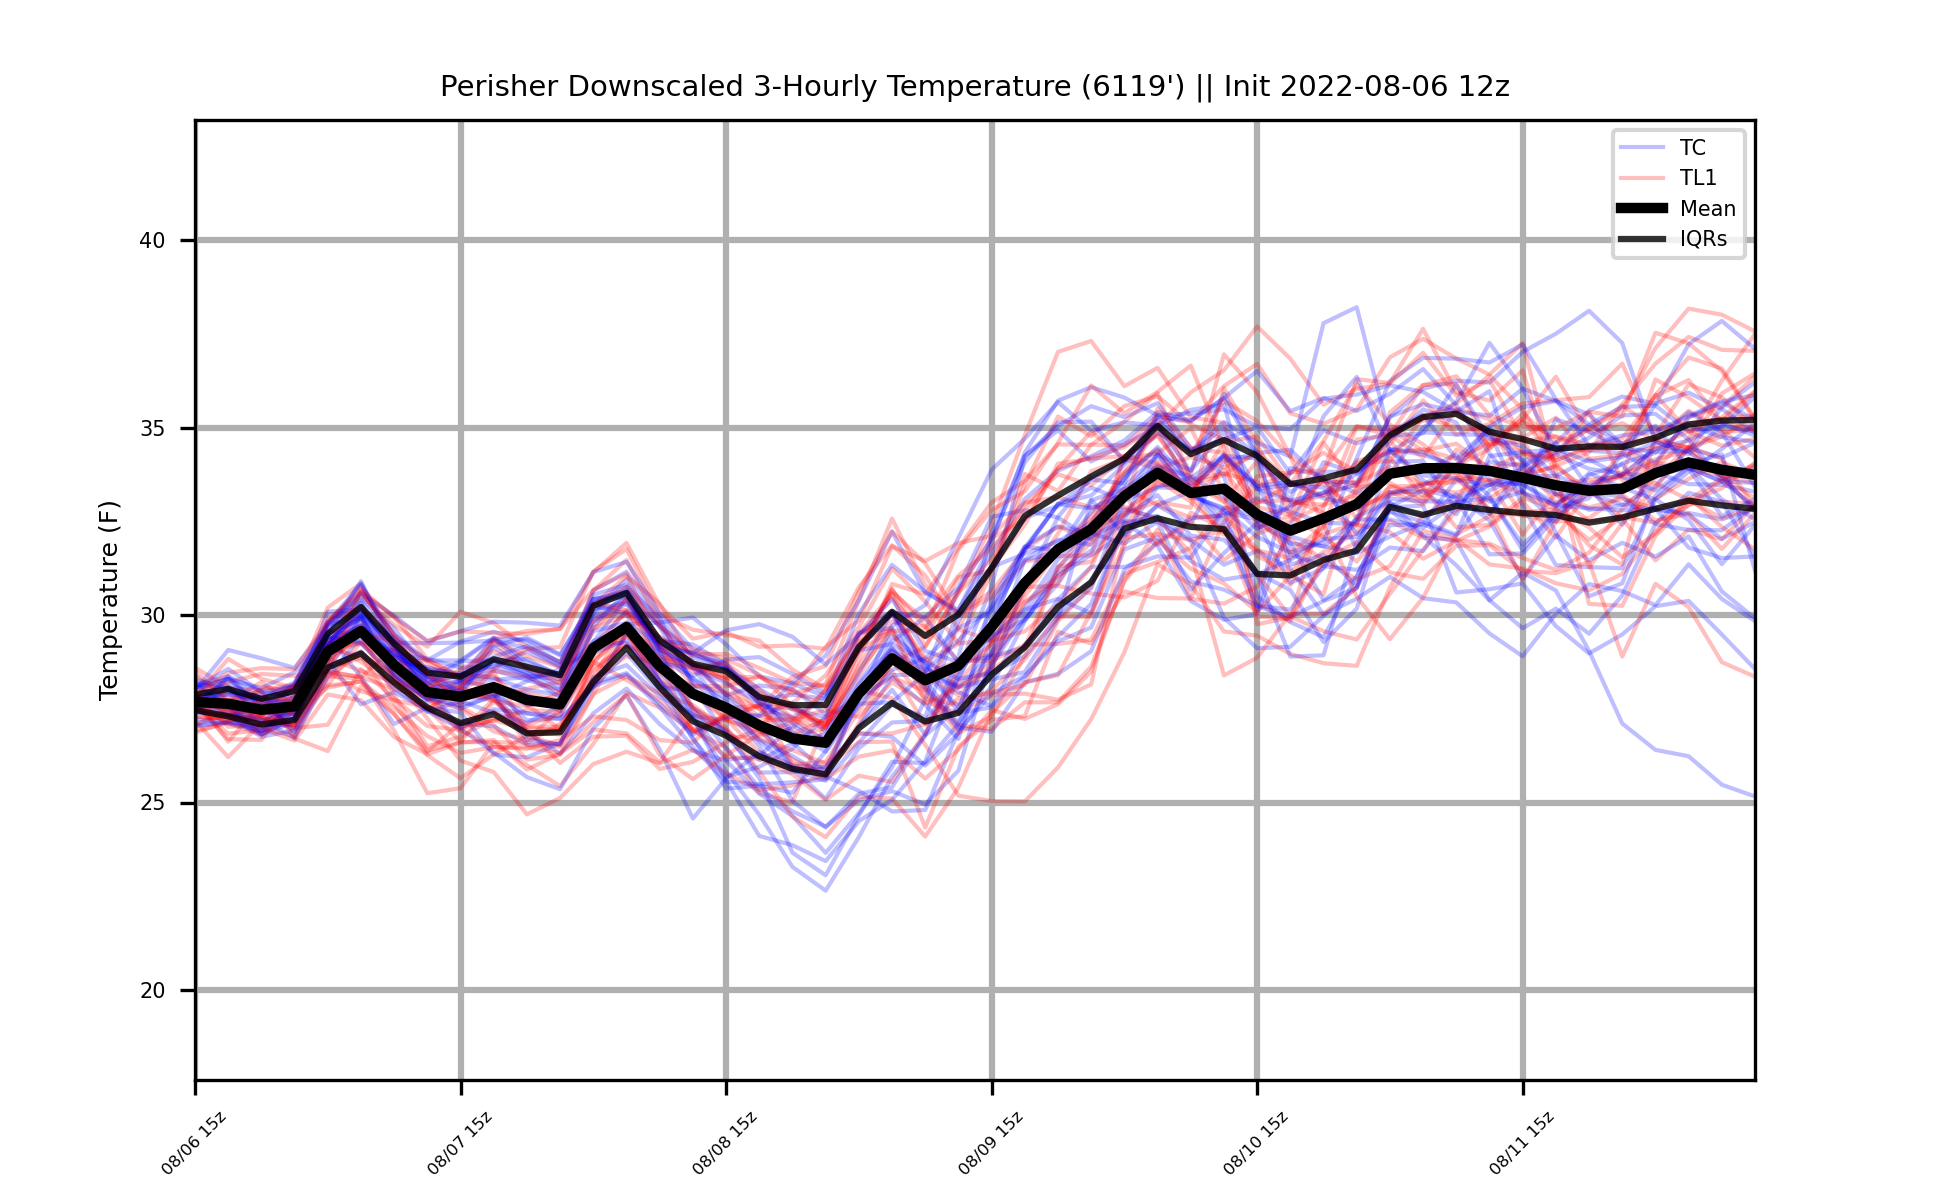 Perisher Downscaled 3-Hourly Temperature (6119') || Init 2022-08-06 12z
TC
TL1
Mean
IQRs
Temperature (F)
40
35
30
25
20
08/06 15z
08/07 15z
08/08 15z
08/09 15z
08/10 15z
08/11 15z